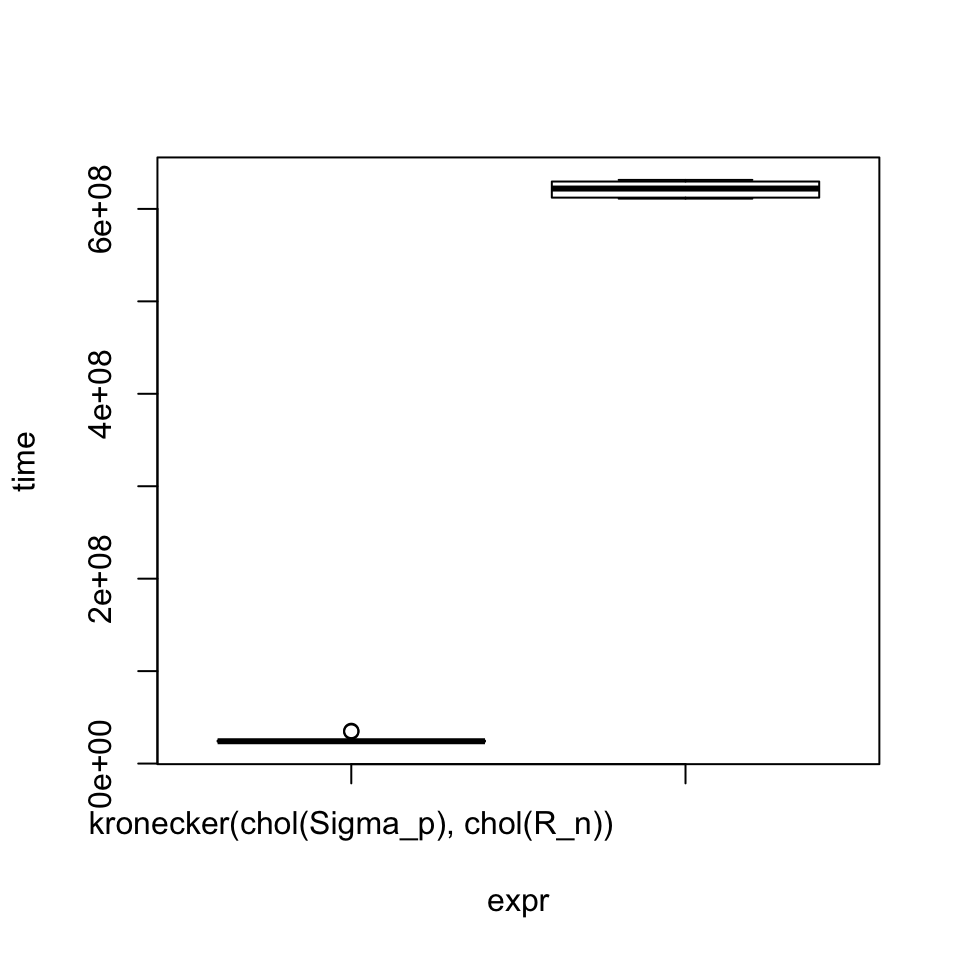 time
6e+08
4e+08
2e+08
0e+00
kronecker(chol(Sigma_p), chol(R_n))
expr